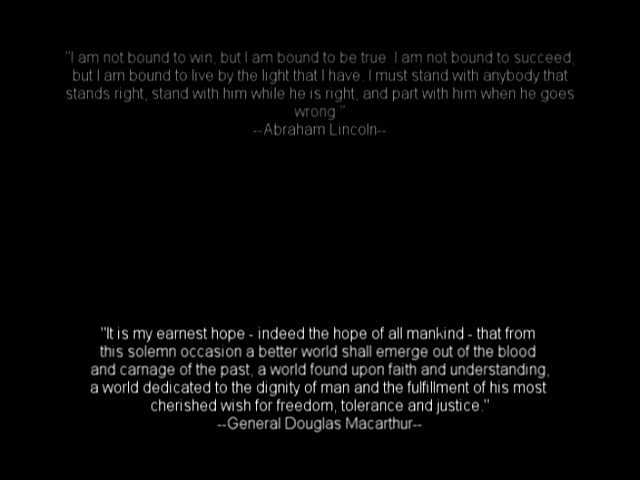 "I am not bound to win, but I am bound to be true. I am not bound to succeed,
but I am bound to live by the light that I have. I must stand with anybody that
stands right, stand with him while he is right, and part with him when he goes
wrong."
--Abraham Lincoln--
"It is my earnest hope - indeed the hope of all mankind - that from
this solemn occasion a better world shall emerge out of the blood
and carnage of the past, a world found upon faith and understanding,
a world dedicated to the dignity of man and the fulfillment of his most
cherished wish for freedom, tolerance and justice."
--General Douglas Macarthur--